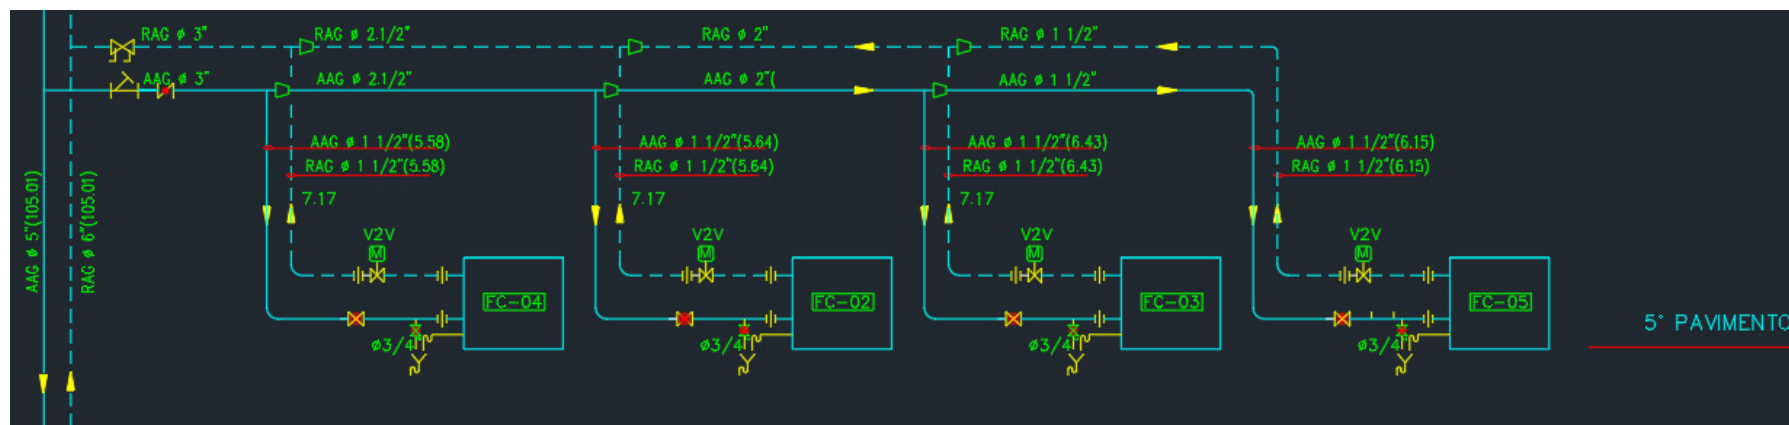 RAG ø 3"
RAG ø 2.1/2"
RAG ø 2"
RAG ø 1 1/2"
AAG ø 3"
AAG ø 2.1/2"
AAG ø 2"(
AAG ø 1 1/2"
AAG ø 1 1/2"(5.58)
AAG ø 1 1/2"(5.64)
AAG ø 1 1/2"(6.43)
AAG ø 1 1/2"(6.15)
RAG ø 1 1/2"(5.58)
RAG ø 1 1/2"(5.64)
RAG ø 1 1/2"(6.43)
RAG ø 1 1/2"(6.15)
AAG ø 5"(105.01)
RAG ø 6"(105.01)
7.17
7.17
7.17
V2V
V2V
V2V
V2V
M
M
M
M
FC-04
FC-02
FC-03
FC-05
ø3/4
ø3/4
ø3/4
ø3/4
5° PAVIMENTO